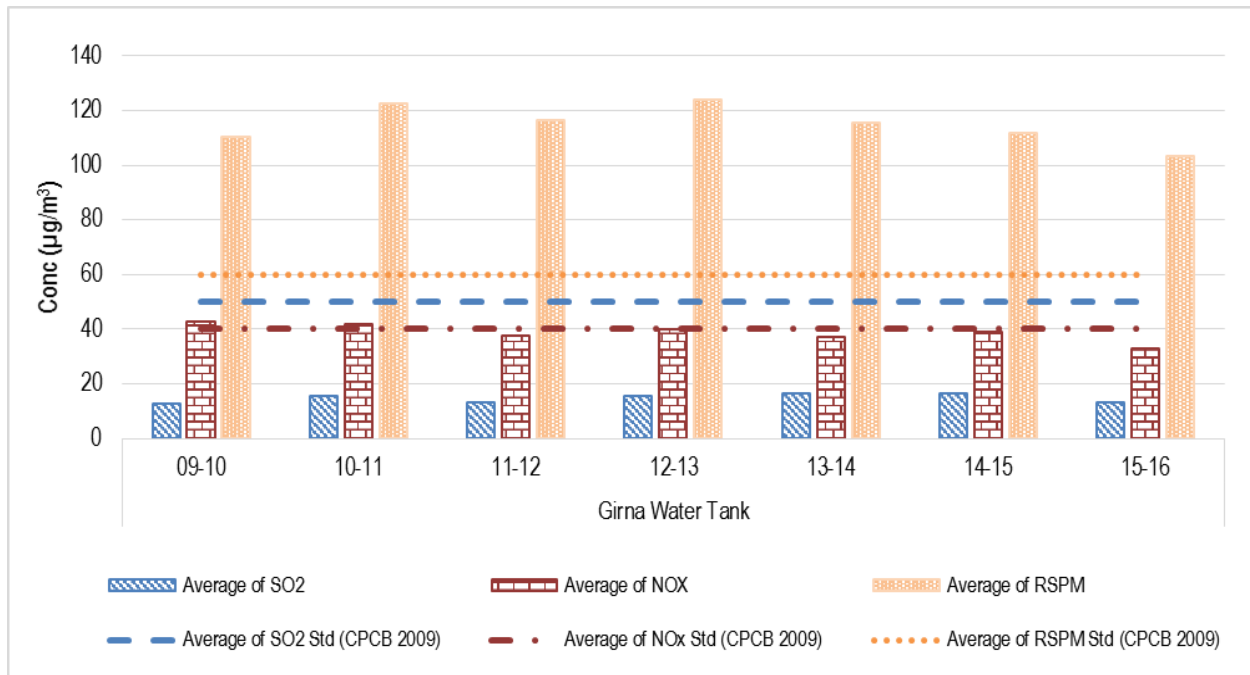 140
120
100
80
60
40
20
0
Conc (µg/m³)
09-10 10-11 11-12 12-13 13-14 14-15 15-16
Girna Water Tank
Average of SO2 Average of NOX Average of RSPM
Average of SO2 Std (CPCB 2009) Average of NOx Std (CPCB 2009) Average of RSPM Std (CPCB 2009)